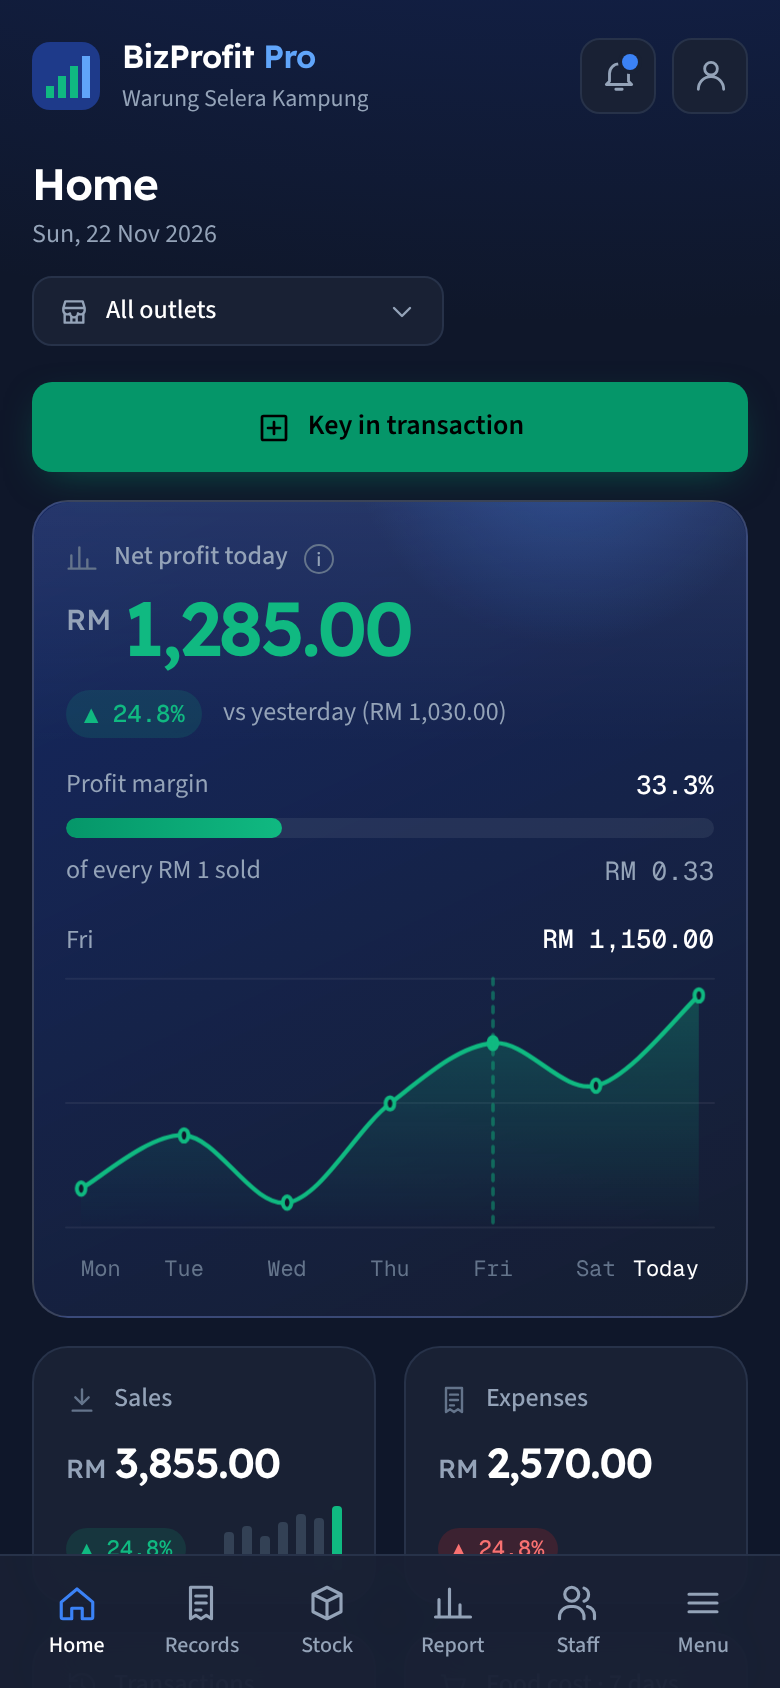 BizProfit Pro
Warung Selera Kampung
Home
Sun, 22 Nov 2026
All outlets
Key in transaction
Net profit today
RM 1,285.00
▲ 24.8% vs yesterday (RM 1,030.00)
Profit margin 33.3%
of every RM 1 sold RM 0.33
Fri RM 1,150.00
Mon Tue Wed Thu Fri Sat Today
Sales
RM 3,855.00
▲ 24.8%
Expenses
RM 2,570.00
▲ 24.8%
Home Records Stock Report Staff Menu